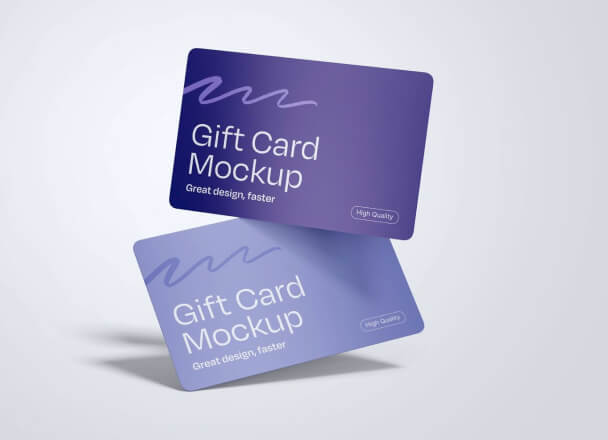 Gift Card
Mockup
Great design, faster
High Quality
Gift Card
Mockup
Great design, faster
High Quality